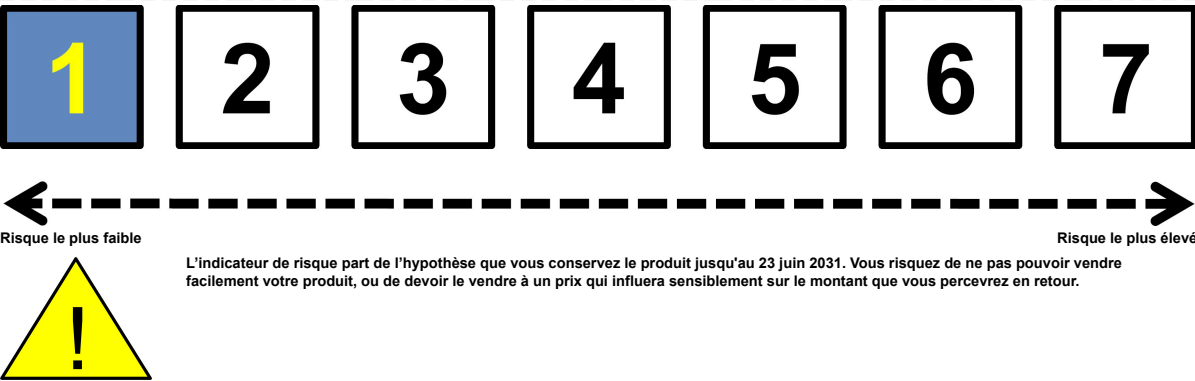 1 2 3 4 5 6 7
Risque le plus faible Risque le plus élevé
L’indicateur de risque part de l’hypothèse que vous conservez le produit jusqu'au 23 juin 2031. Vous risquez de ne pas pouvoir vendre
facilement votre produit, ou de devoir le vendre à un prix qui influera sensiblement sur le montant que vous percevrez en retour.
!